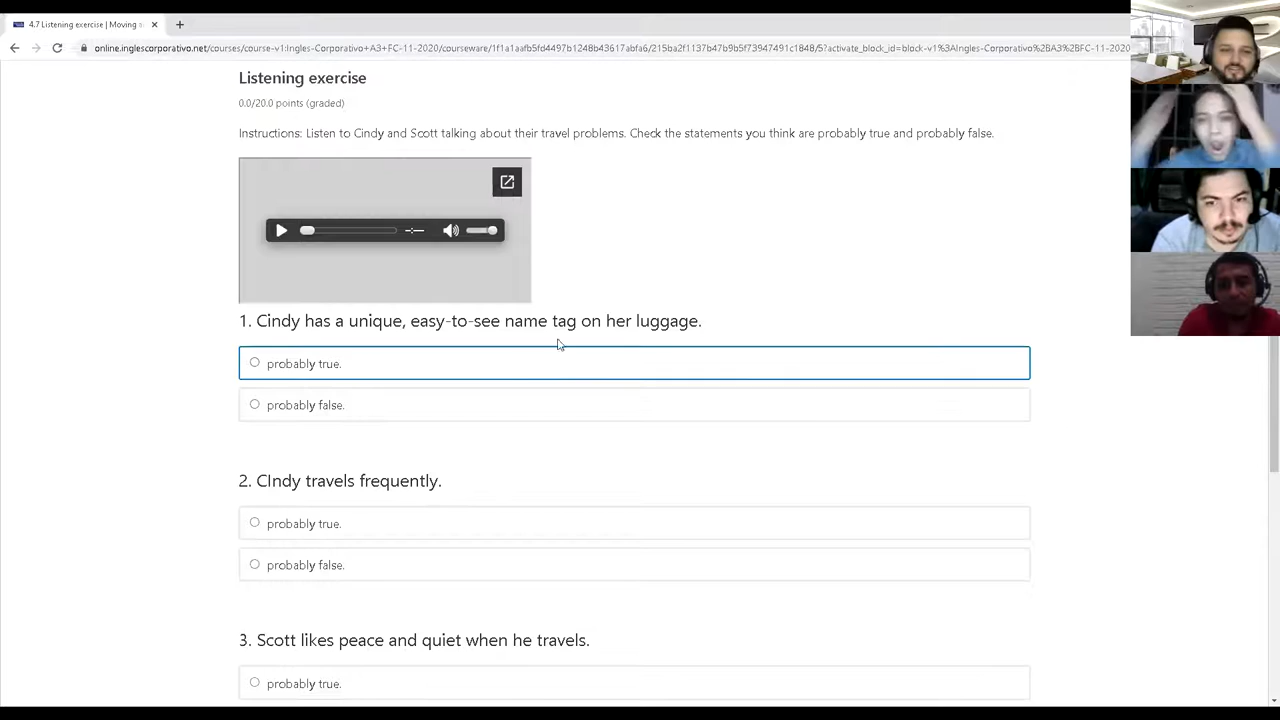 4.7 Listening exercise | Moving
online.inglescorporativo.net/courses/course-v1:Ingles-Corporativo+A3+FC-11-2020/courseware/1f1a1aafb5fd4497b1248b43617abfa6/215ba2f1137b47b9b5f73947491c1848/5?activate_block_id=block-v1%3AIngles-Corporativo%2BA3%2BFC-11-2020
Listening exercise
0.0/20.0 points (graded)
Instructions: Listen to Cindy and Scott talking about their travel problems. Check the statements you think are probably true and probably false.
1. Cindy has a unique, easy-to-see name tag on her luggage.
probably true.
probably false.
2. CIndy travels frequently.
probably true.
probably false.
3. Scott likes peace and quiet when he travels.
probably true.